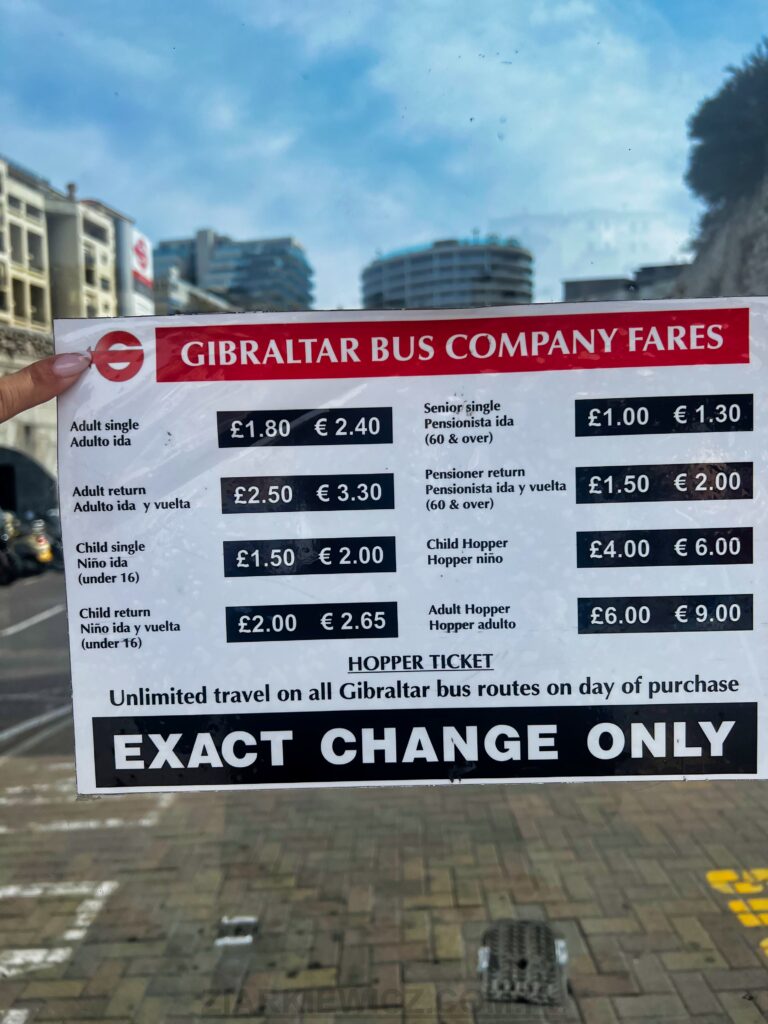 GIBRALTAR BUS COMPANY FARES
Adult single
Adulto ida
£1.80 € 2.40
Adult return
Adulto ida y vuelta
£2.50 € 3.30
Child single
Niño ida
(under 16)
£1.50 € 2.00
Child return
Niño ida y vuelta
(under 16)
£2.00 € 2.65
Senior single
Pensionista ida
(60 & over)
£1.00 € 1.30
Pensioner return
Pensionista ida y vuelta
(60 & over)
£1.50 € 2.00
Child Hopper
Hopper niño
£4.00 € 6.00
Adult Hopper
Hopper adulto
£6.00 € 9.00
HOPPER TICKET
Unlimited travel on all Gibraltar bus routes on day of purchase
EXACT CHANGE ONLY